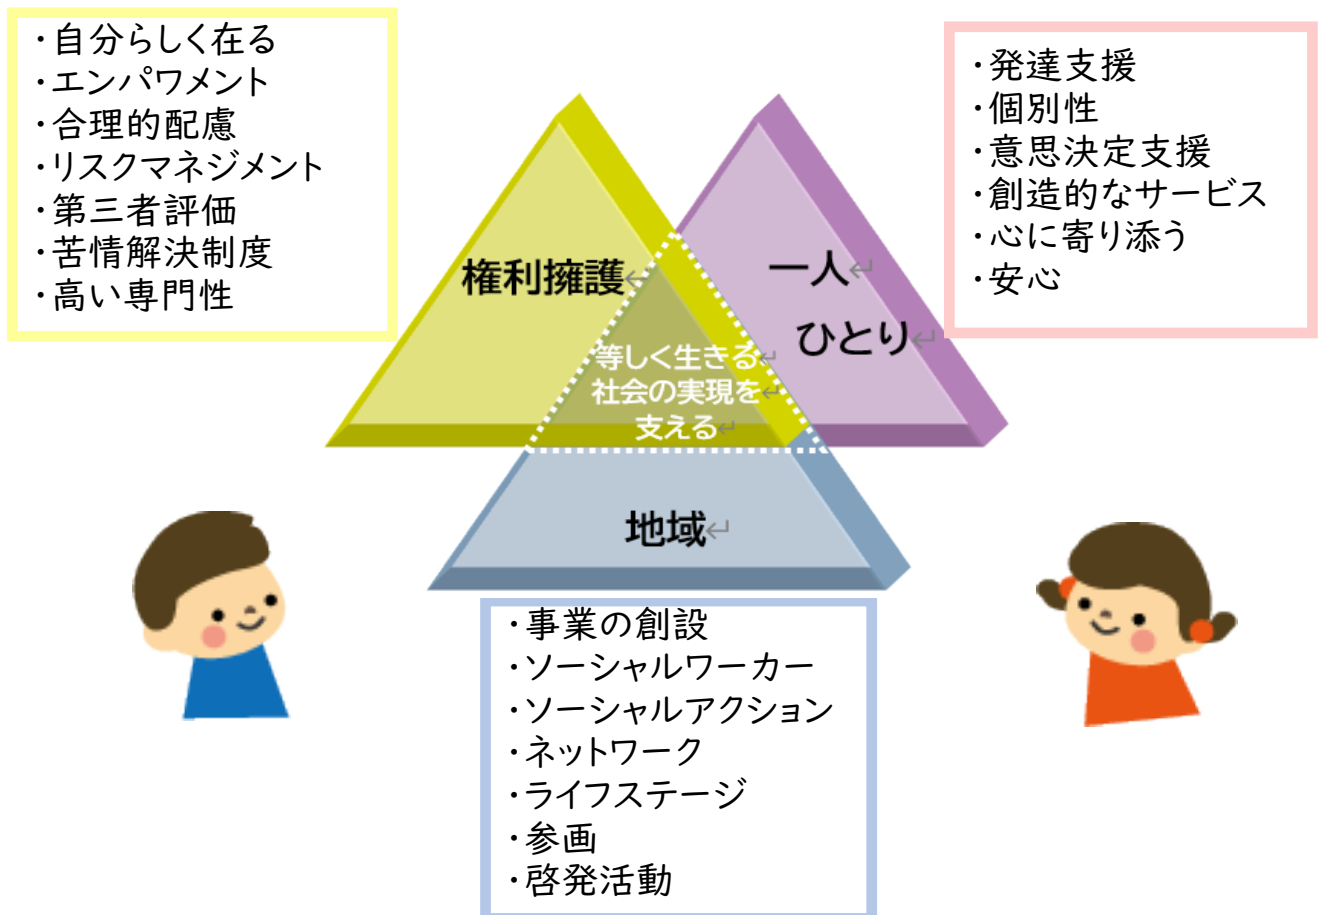 ・自分らしく在る
・エンパワメント
・合理的配慮
・リスクマネジメント
・第三者評価
・苦情解決制度
・高い専門性
・発達支援
・個別性
・意思決定支援
・創造的なサービス
・心に寄り添う
・安心
権利擁護↵
一人↵
ひとり↵
等しく生きる↵
社会の実現を↵
支える↵
地域↵
・事業の創設
・ソーシャルワーカー
・ソーシャルアクション
・ネットワーク
・ライフステージ
・参画
・啓発活動